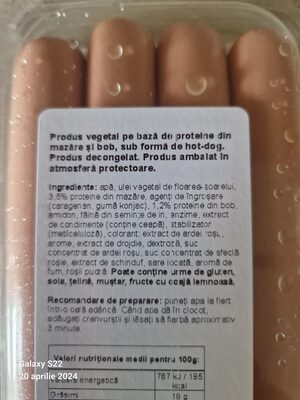 Produs vegetal pe bază de proteine din
mazăre și bob, sub formă de hot-dog.
Produs decongelat. Produs ambalat în
atmosferă protectoare.
Ingrediente: apă, ulei vegetal de floarea-soarelui,
3,6% proteine din mazăre, agenți de îngroșare
(caragenan, gumă konjac), 1,2% proteine din bob,
amidon, făină din semințe de in, arizime, extract
de condimente (conține ceapă), stabilizator
(metilceluloză), colorant: extract de ardei roșu,
arome, extract de drojdie, dextroză, suc
concentrat de ardei roșu, suc concentrat de sfeclă
roșie, extract de schinduf, sare iodată, aromă de
fum, roșii pudră. Poate conține urme de gluten,
soia, țelină, muștar, fructe cu coajă lemnoasă.
Recomandare de preparare: puneți apa la fiert
într-o oală adâncă. Când apa dă în clocot,
adăugați crenvurștii și lăsați să fiarbă aproximativ
3 minute.
Valori nutriționale medii pentru 100g:
energetică 767 kJ / 185
kcal
Grăsimi 16 g
Galaxy S22
20 aprilie 2024